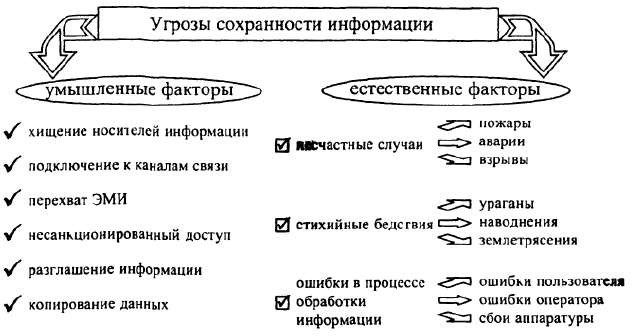 Угрозы сохранности информации
умышленные факторы
хищение носителей информации
подключение к каналам связи
перехват ЭМИ
несанкционированный доступ
разглашение информации
копирование данных
естественные факторы
несчастные случаи
пожары
аварии
взрывы
стихийные бедствия
ураганы
наводнения
землетрясения
ошибки в процессе
обработки
информации
ошибки пользователя
ошибки оператора
сбои аппаратуры